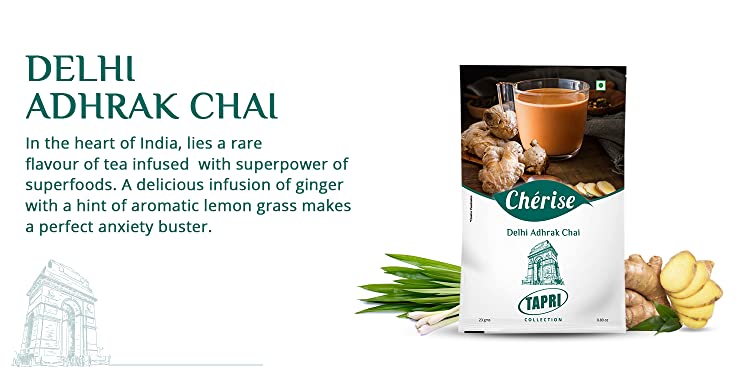 DELHI
ADHRAK CHAI
In the heart of India, lies a rare
flavour of tea infused with superpower of
superfoods. A delicious infusion of ginger
with a hint of aromatic lemon grass makes
a perfect anxiety buster.
Chérise
Delhi Adhrak Chai
TAPRI
COLLECTION